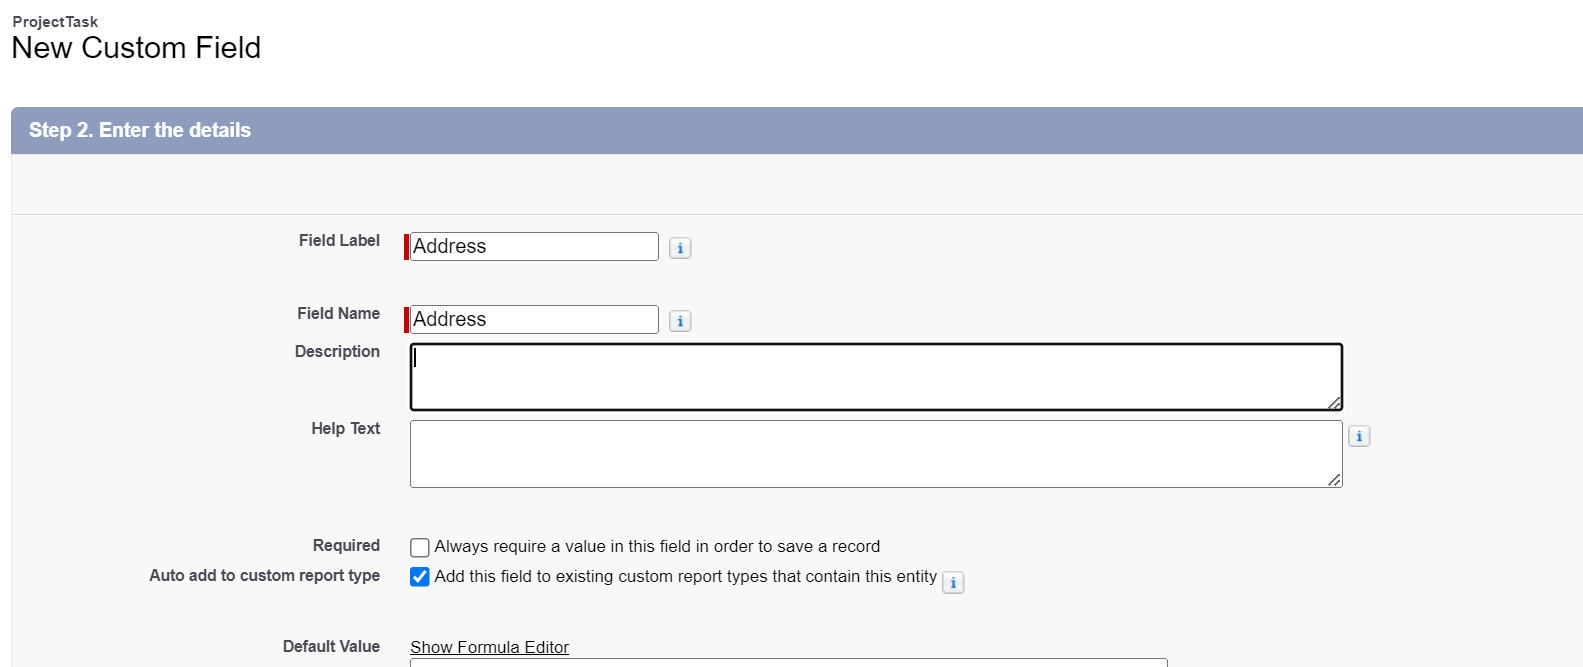 ProjectTask
New Custom Field
Step 2. Enter the details
Field Label Address i
Field Name Address i
Description
Help Text i
Required Always require a value in this field in order to save a record
Auto add to custom report type Add this field to existing custom report types that contain this entity i
Default Value Show Formula Editor